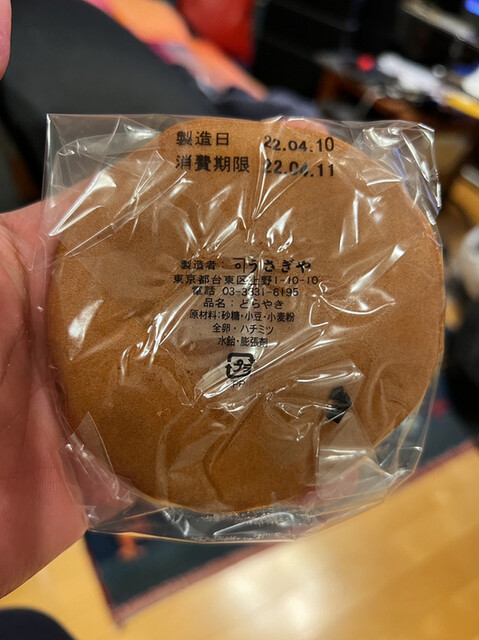 製造日 22.04.10
消費期限 22.04.11
製造者: うさぎや
東京都台東区上野1-10-10
電話 03-3831-6195
品名: どらやき
原材料:砂糖・小豆・小麦粉
全卵・ハチミツ
水飴・膨張剤
プラ
PP